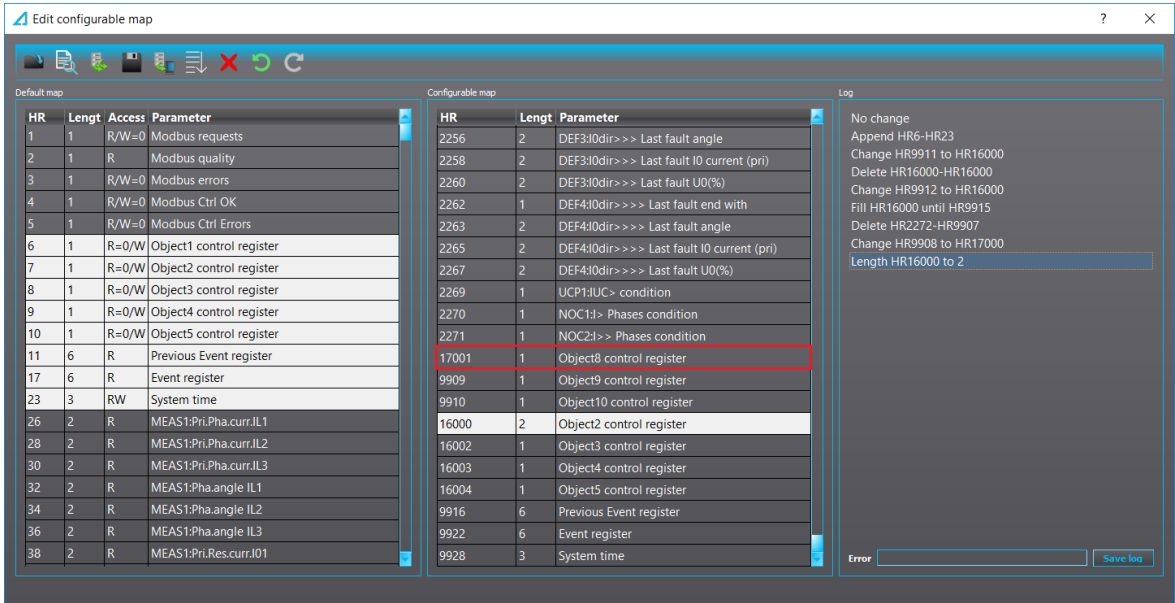 Edit configurable map
?
Default map
HR Lengt Access Parameter
1 1 R/W=0 Modbus requests
2 1 R Modbus quality
3 1 R/W=0 Modbus errors
4 1 R/W=0 Modbus Ctrl OK
5 1 R/W=0 Modbus Ctrl Errors
6 1 R=0/W Object1 control register
7 1 R=0/W Object2 control register
8 1 R=0/W Object3 control register
9 1 R=0/W Object4 control register
10 1 R=0/W Object5 control register
11 6 R Previous Event register
17 6 R Event register
23 3 RW System time
26 2 R MEAS1:Pri.Pha.curr.IL1
28 2 R MEAS1:Pri.Pha.curr.IL2
30 2 R MEAS1:Pri.Pha.curr.IL3
32 2 R MEAS1:Pha.angle IL1
34 2 R MEAS1:Pha.angle IL2
36 2 R MEAS1:Pha.angle IL3
38 2 R MEAS1:Pri.Res.curr.I01
Configurable map
HR Lengt Parameter
2256 2 DEF3:I0dir>>> Last fault angle
2258 2 DEF3:I0dir>>> Last fault I0 current (pri)
2260 2 DEF3:I0dir>>> Last fault U0(%)
2262 1 DEF4:I0dir>>>> Last fault end with
2263 2 DEF4:I0dir>>>> Last fault angle
2265 2 DEF4:I0dir>>>> Last fault I0 current (pri)
2267 2 DEF4:I0dir>>>> Last fault U0(%)
2269 1 UCP1:IUC> condition
2270 1 NOC1:I> Phases condition
2271 1 NOC2:I>> Phases condition
17001 1 Object8 control register
9909 1 Object9 control register
9910 1 Object10 control register
16000 2 Object2 control register
16002 1 Object3 control register
16003 1 Object4 control register
16004 1 Object5 control register
9916 6 Previous Event register
9922 6 Event register
9928 3 System time
Log
No change
Append HR6-HR23
Change HR9911 to HR16000
Delete HR16000-HR16000
Change HR9912 to HR16000
Fill HR16000 until HR9915
Delete HR2272-HR9907
Change HR9908 to HR17000
Length HR16000 to 2
Error
Save log